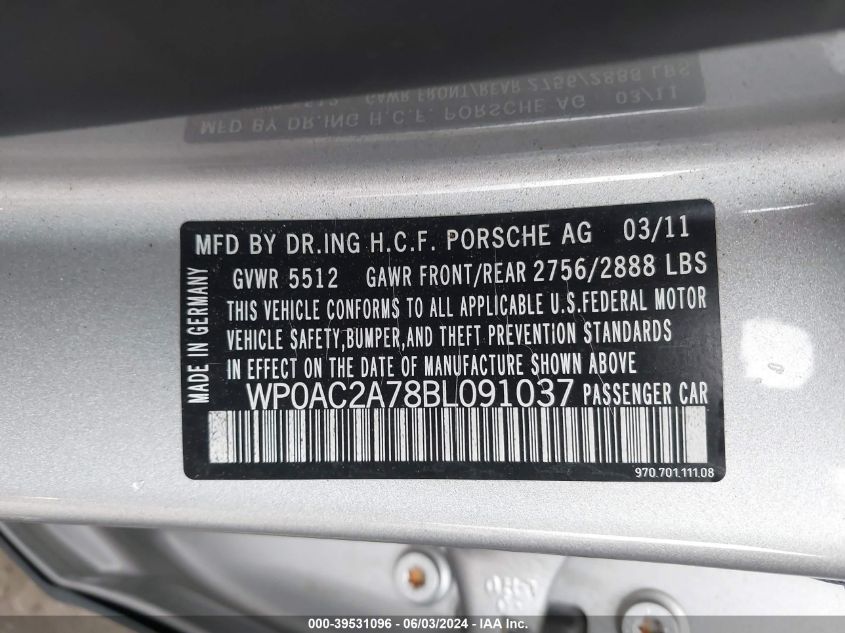 MFD BY DR.ING H.C.F. PORSCHE AG 03/11
GVWR 5512 GAWR FRONT/REAR 2756/2888 LBS
THIS VEHICLE CONFORMS TO ALL APPLICABLE U.S.FEDERAL MOTOR
VEHICLE SAFETY,BUMPER,AND THEFT PREVENTION STANDARDS
IN EFFECT ON THE DATE OF MANUFACTURE SHOWN ABOVE.
WP0AC2A78BL091037 PASSENGER CAR
MADE IN GERMANY
970.701.111.08
000-39531096 - 06/03/2024 - IAA Inc.